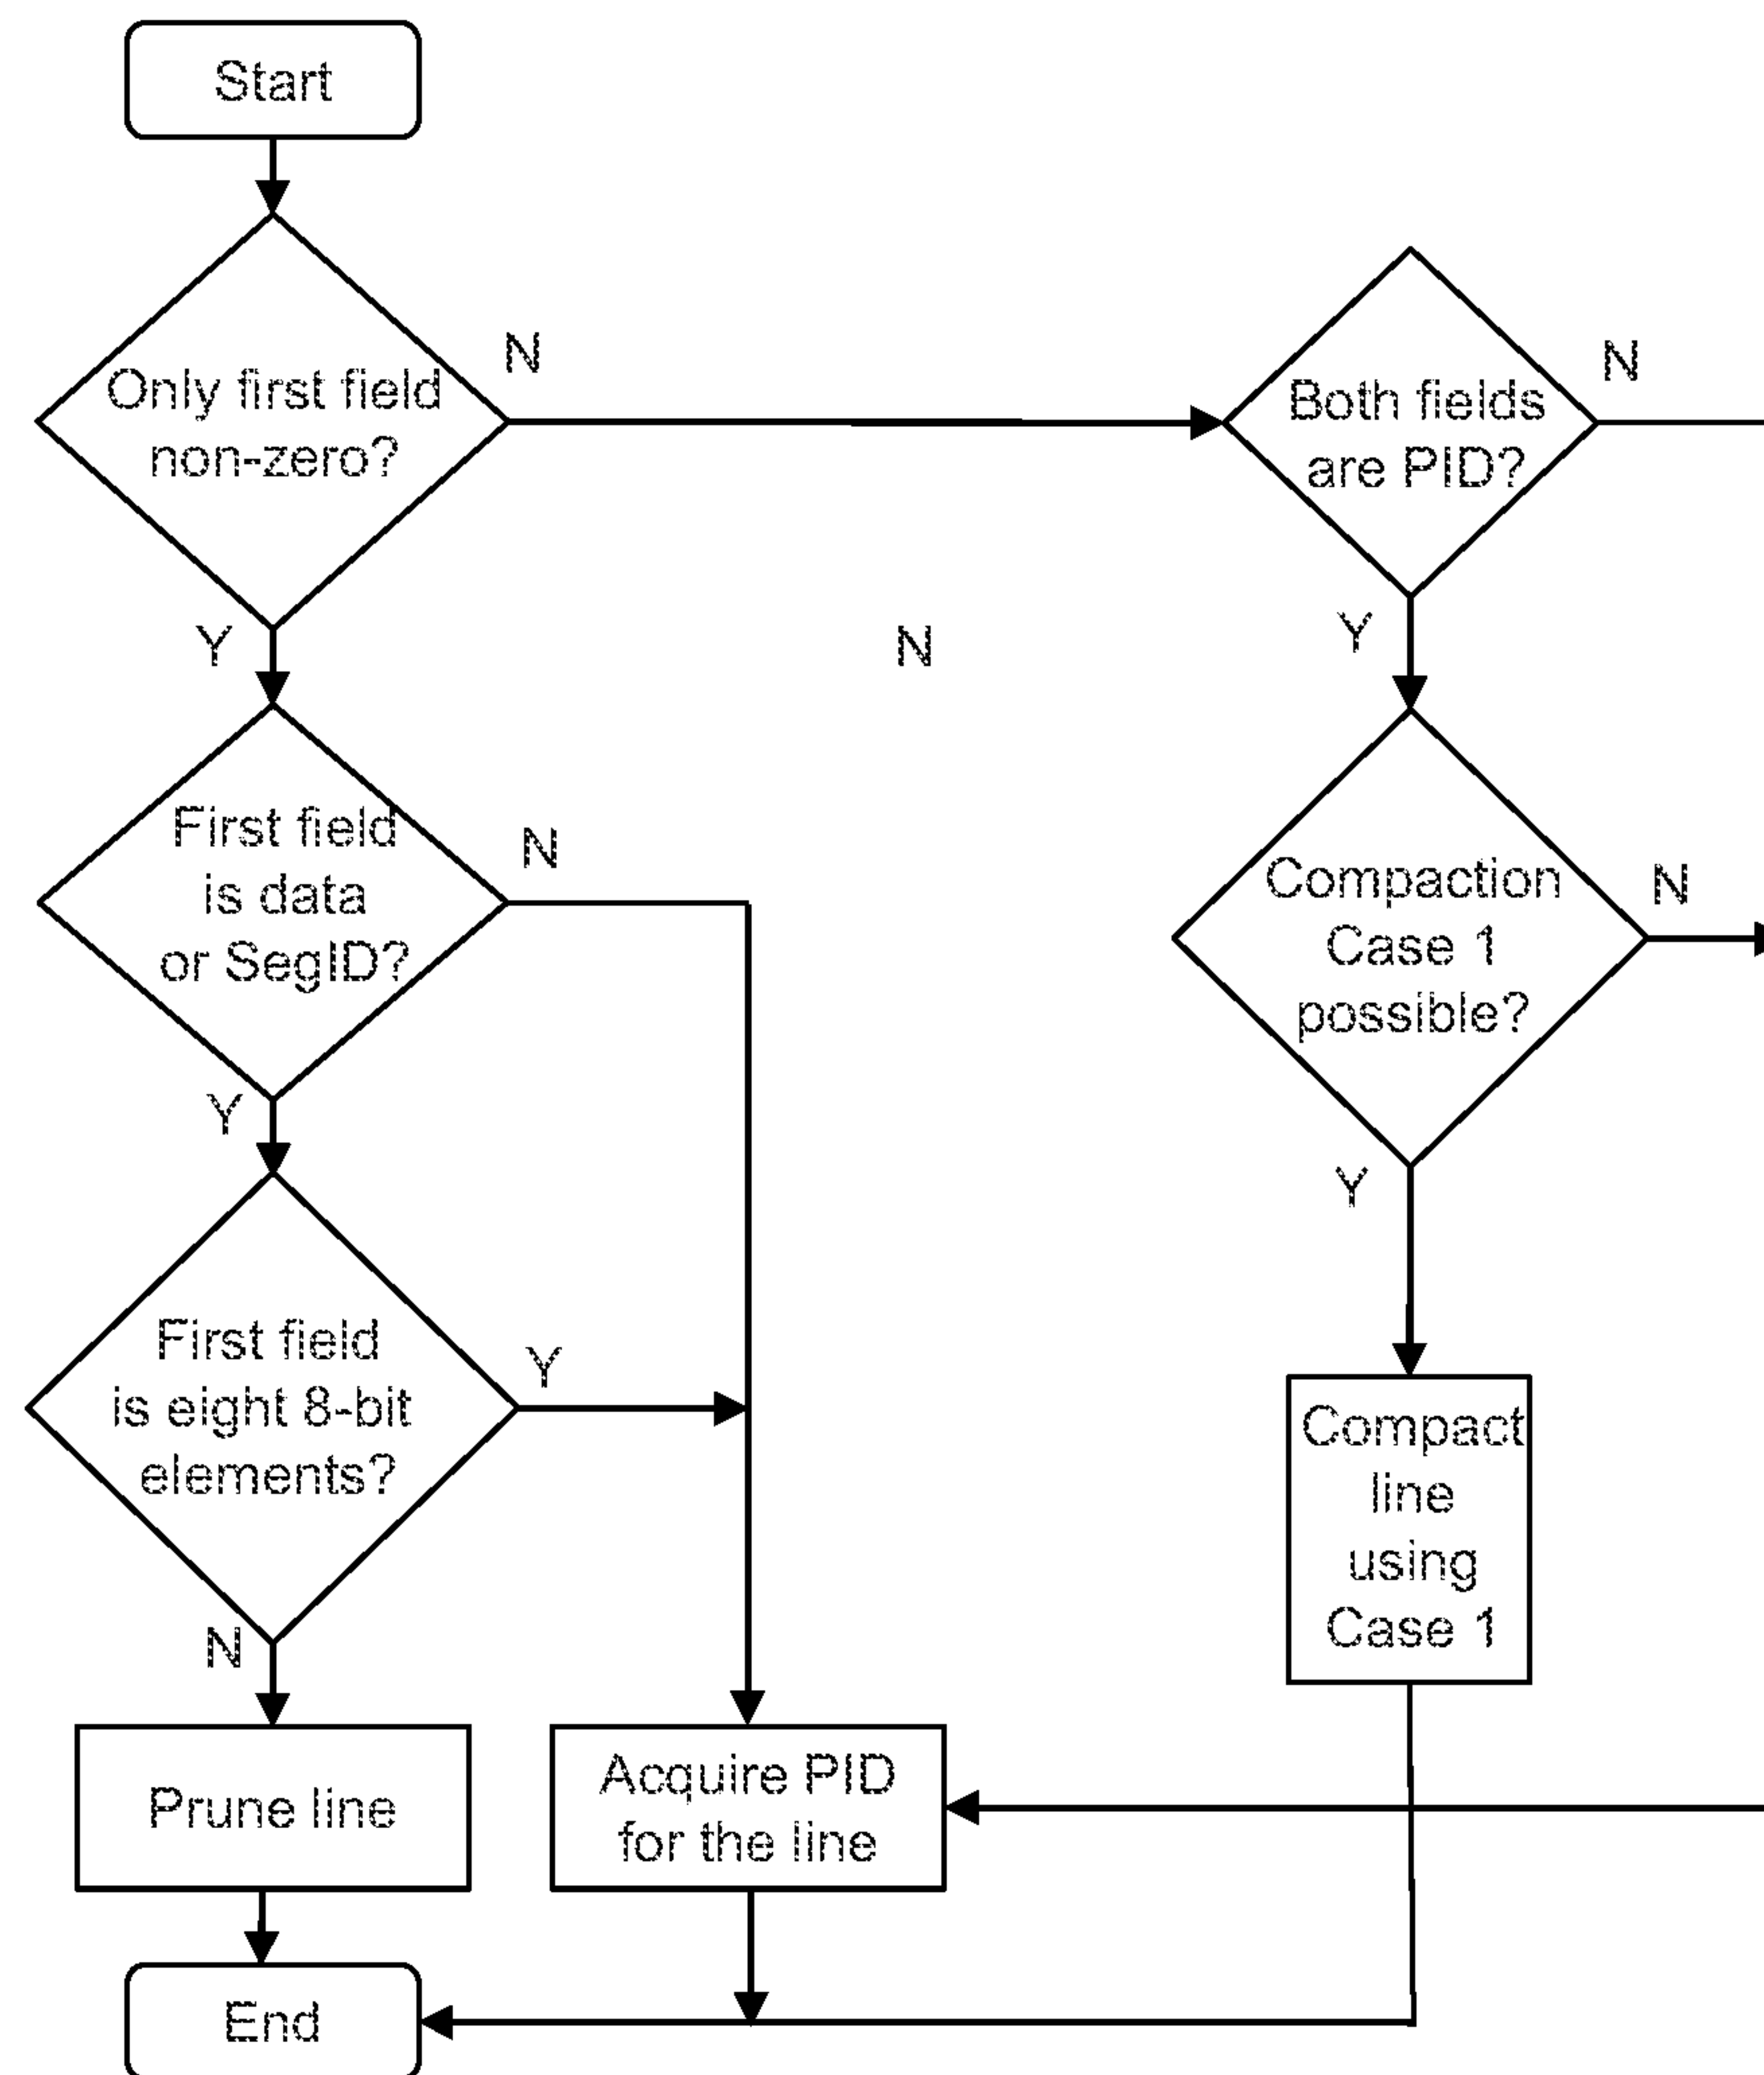 Start
Only first field
non-zero?
N
Y
Both fields
are PID?
N
Y
N
First field
is data
or SegID?
N
Y
Compaction
Case 1
possible?
N
Y
First field
is eight 8-bit
elements?
Y
N
Compact
line
using
Case 1
Prune line
Acquire PID
for the line
End